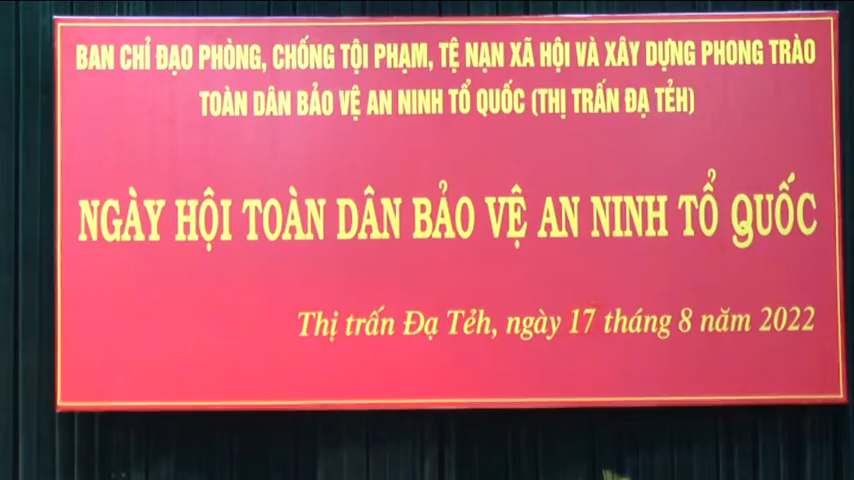 BAN CHỈ ĐẠO PHÒNG, CHỐNG TỘI PHẠM, TỆ NẠN XÃ HỘI VÀ XÂY DỰNG PHONG TRÀO
TOÀN DÂN BẢO VỆ AN NINH TỔ QUỐC (THỊ TRẤN ĐẠ TẺH)
NGÀY HỘI TOÀN DÂN BẢO VỆ AN NINH TỔ QUỐC
Thị trấn Đạ Tẻh, ngày 17 tháng 8 năm 2022